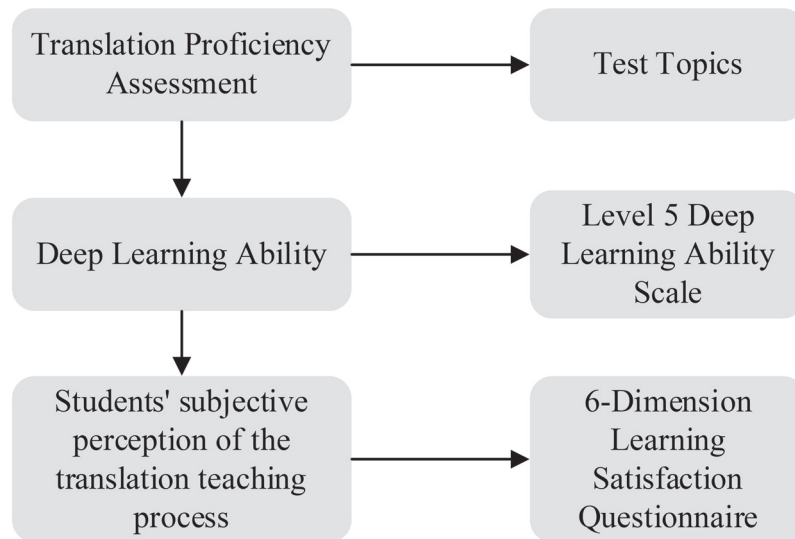 Translation Proficiency
Assessment
Test Topics
Deep Learning Ability
Level 5 Deep
Learning Ability
Scale
Students' subjective
perception of the
translation teaching
process
6-Dimension
Learning
Satisfaction
Questionnaire